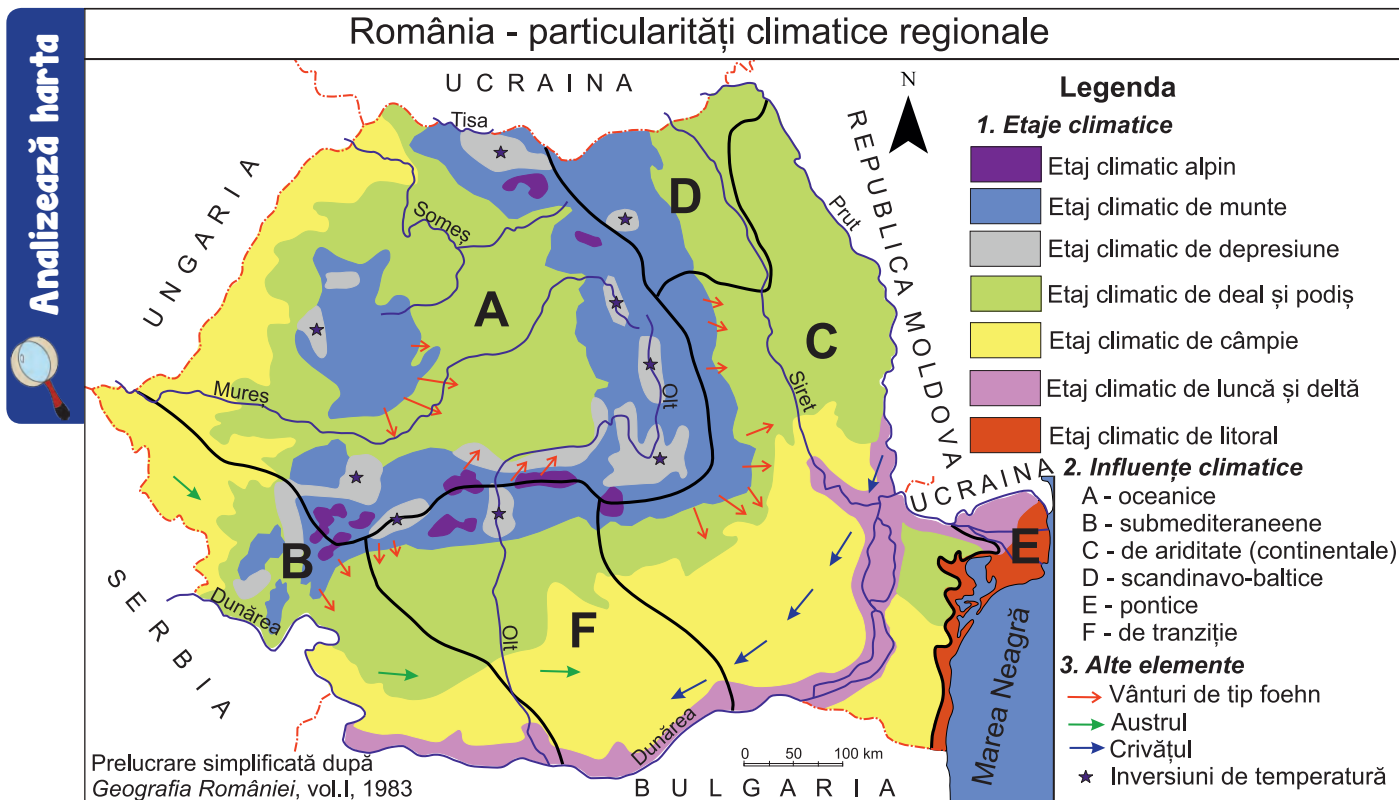 Analizează harta
România - particularități climatice regionale
UCRAINA
N
Tisa
UNGARIA
REPUBLICA MOLDOVA
Prut
Someș
D
A
C
Siret
Mureș
Olt
UCRAINA
B
E
SERBIA
Dunărea
Olt
F
Dunărea
Marea Neagră
0 50 100 km
BULGARIA
Prelucrare simplificată după
Geografia României, vol.I, 1983
Legenda
1. Etaje climatice
Etaj climatic alpin
Etaj climatic de munte
Etaj climatic de depresiune
Etaj climatic de deal și podiș
Etaj climatic de câmpie
Etaj climatic de luncă și deltă
Etaj climatic de litoral
2. Influențe climatice
A - oceanice
B - submediteraneene
C - de ariditate (continentale)
D - scandinavo-baltice
E - pontice
F - de tranziție
3. Alte elemente
Vânturi de tip foehn
Austrul
Crivățul
Inversiuni de temperatură